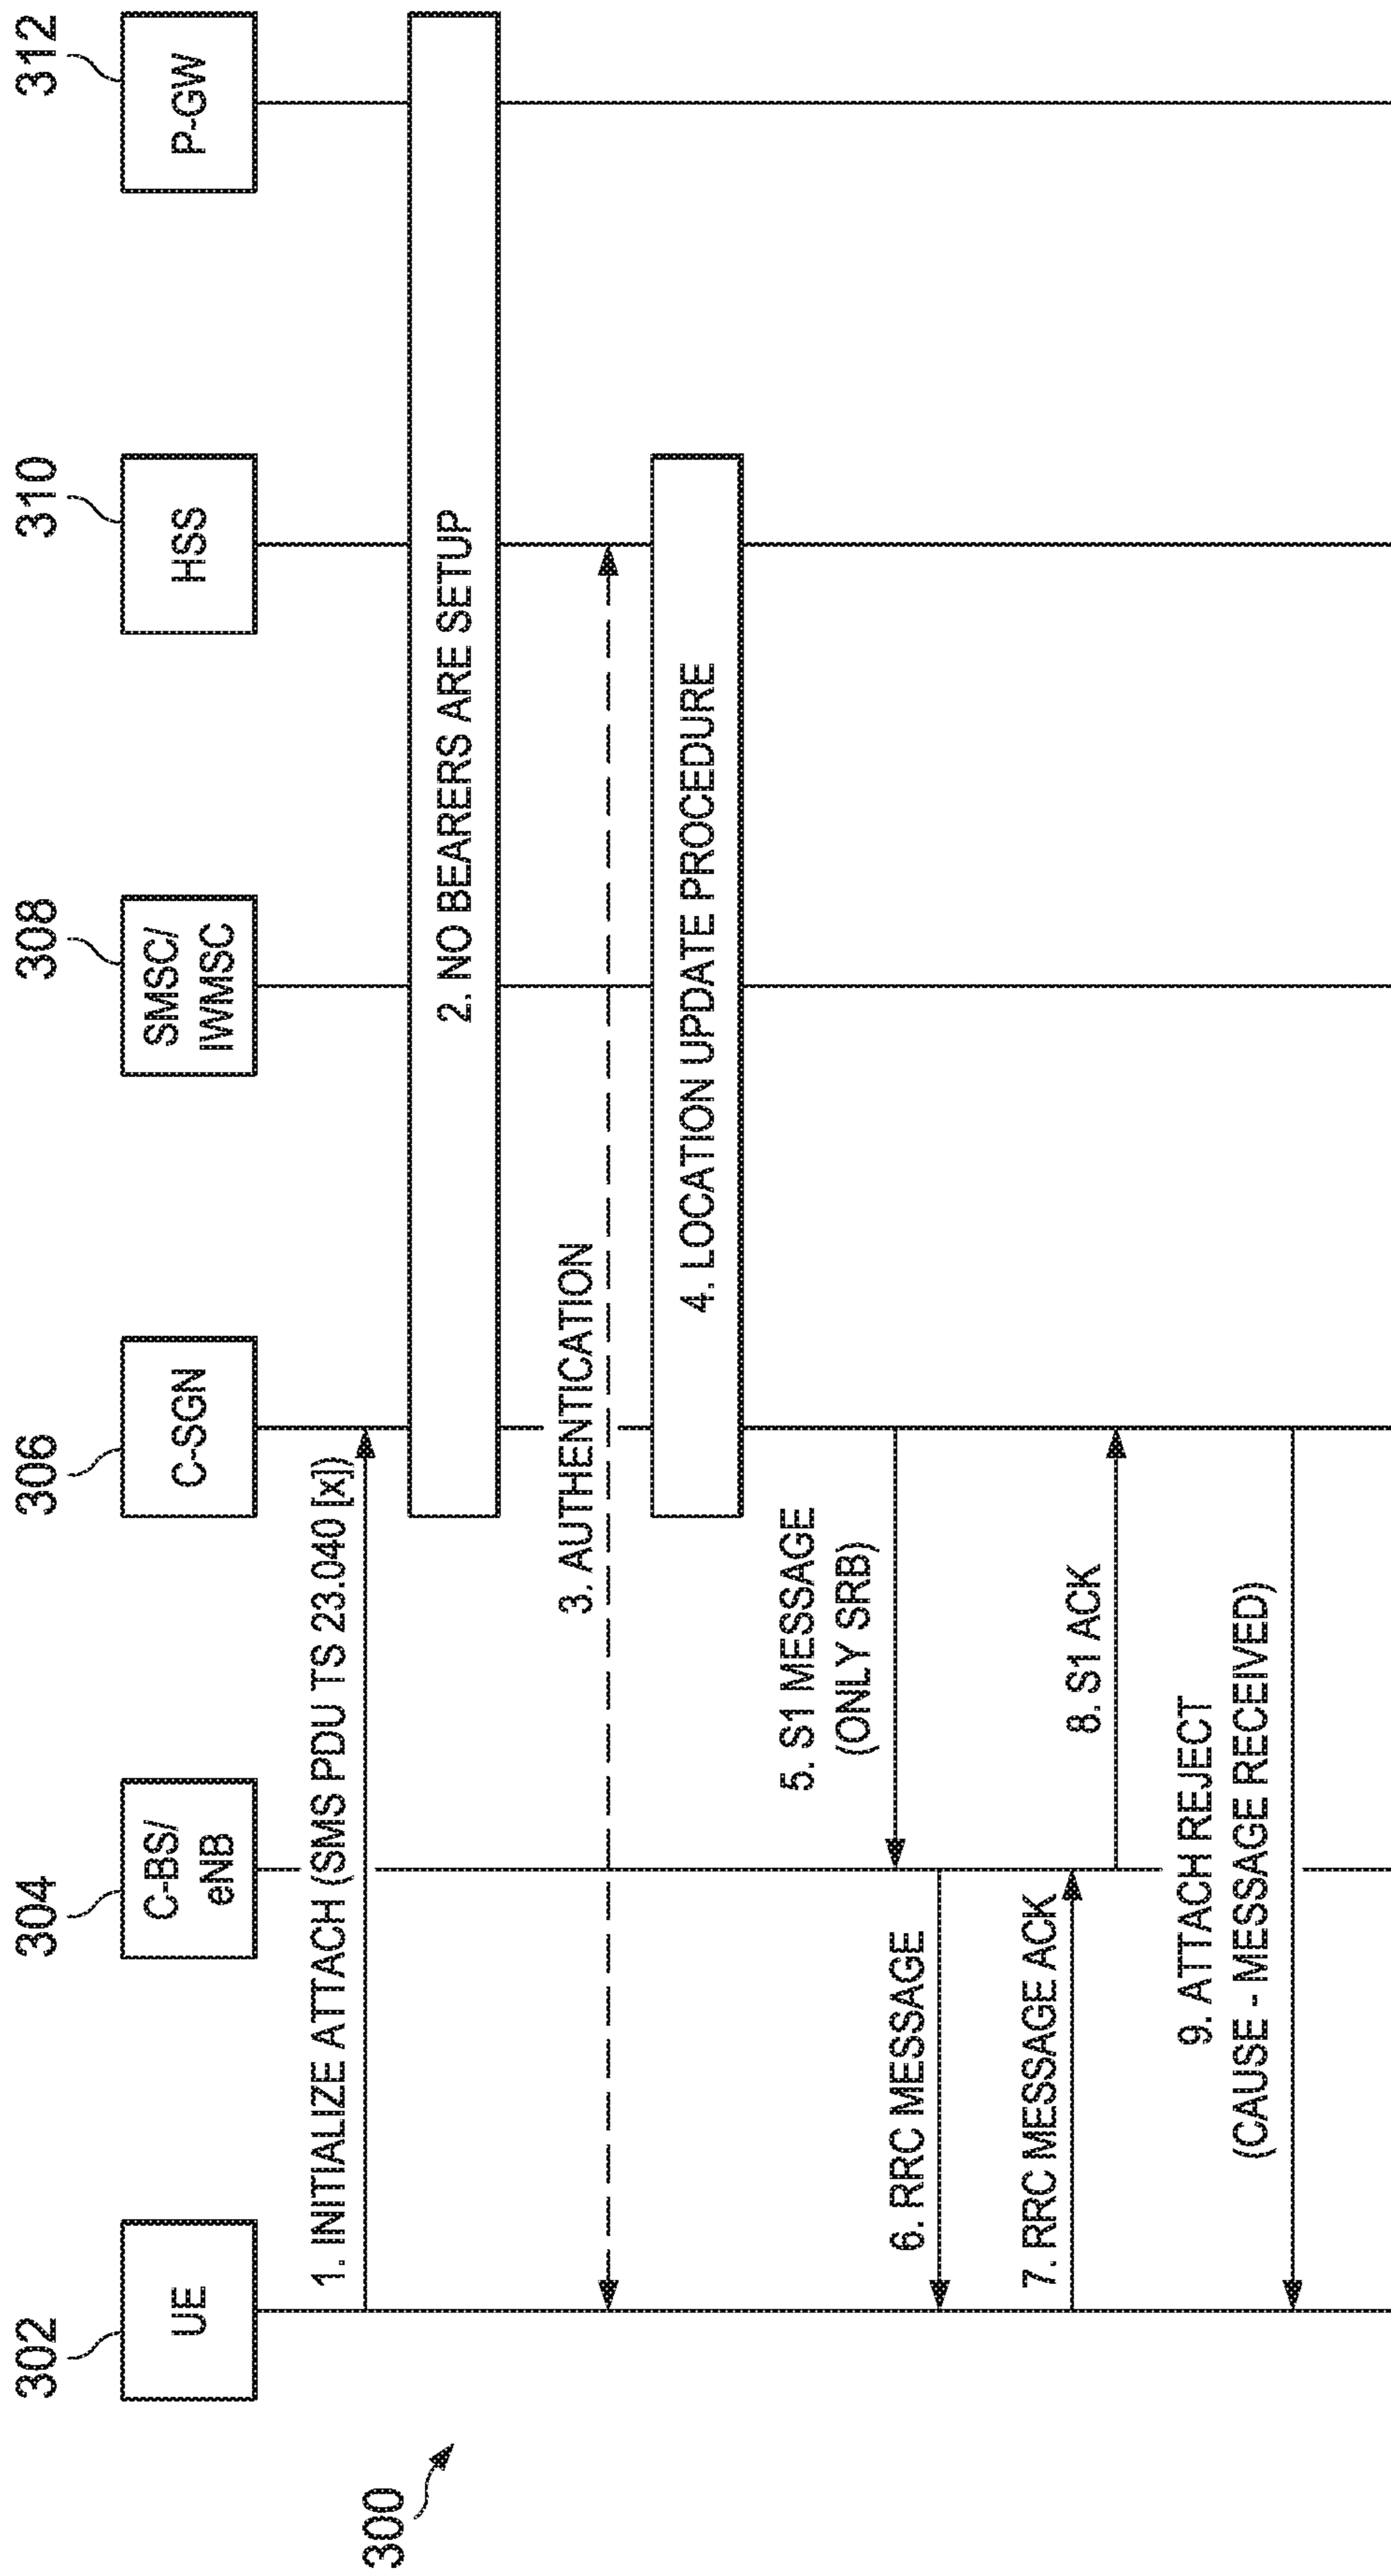 302
304
306
308
310
312
UE
C-BS/
eNB
C-SGN
SMSC/
IWMSC
HSS
P-GW
300
1. INITIALIZE ATTACH (SMS PDU TS 23.040 [x])
2. NO BEARERS ARE SETUP
3. AUTHENTICATION
4. LOCATION UPDATE PROCEDURE
5. S1 MESSAGE
(ONLY SRB)
6. RRC MESSAGE
7. RRC MESSAGE ACK
8. S1 ACK
9. ATTACH REJECT
(CAUSE - MESSAGE RECEIVED)